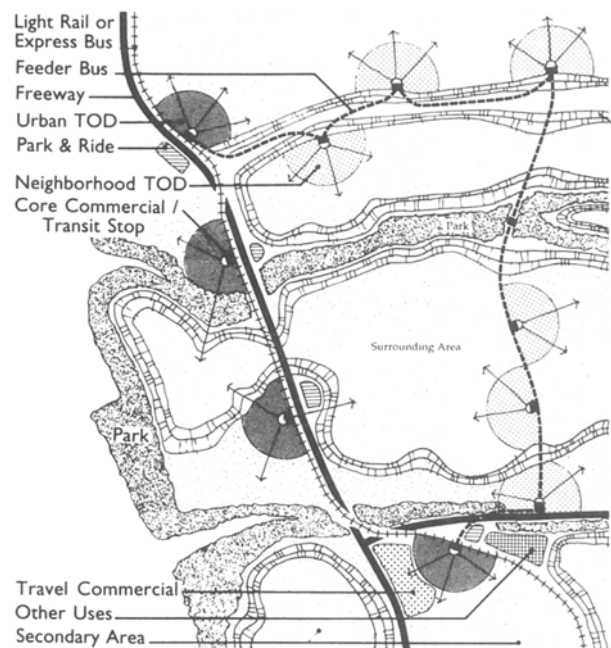 Light Rail or
Express Bus
Feeder Bus
Freeway
Urban TOD
Park & Ride
Neighborhood TOD
Core Commercial /
Transit Stop
Park
Surrounding Area
Park
Travel Commercial
Other Uses
Secondary Area